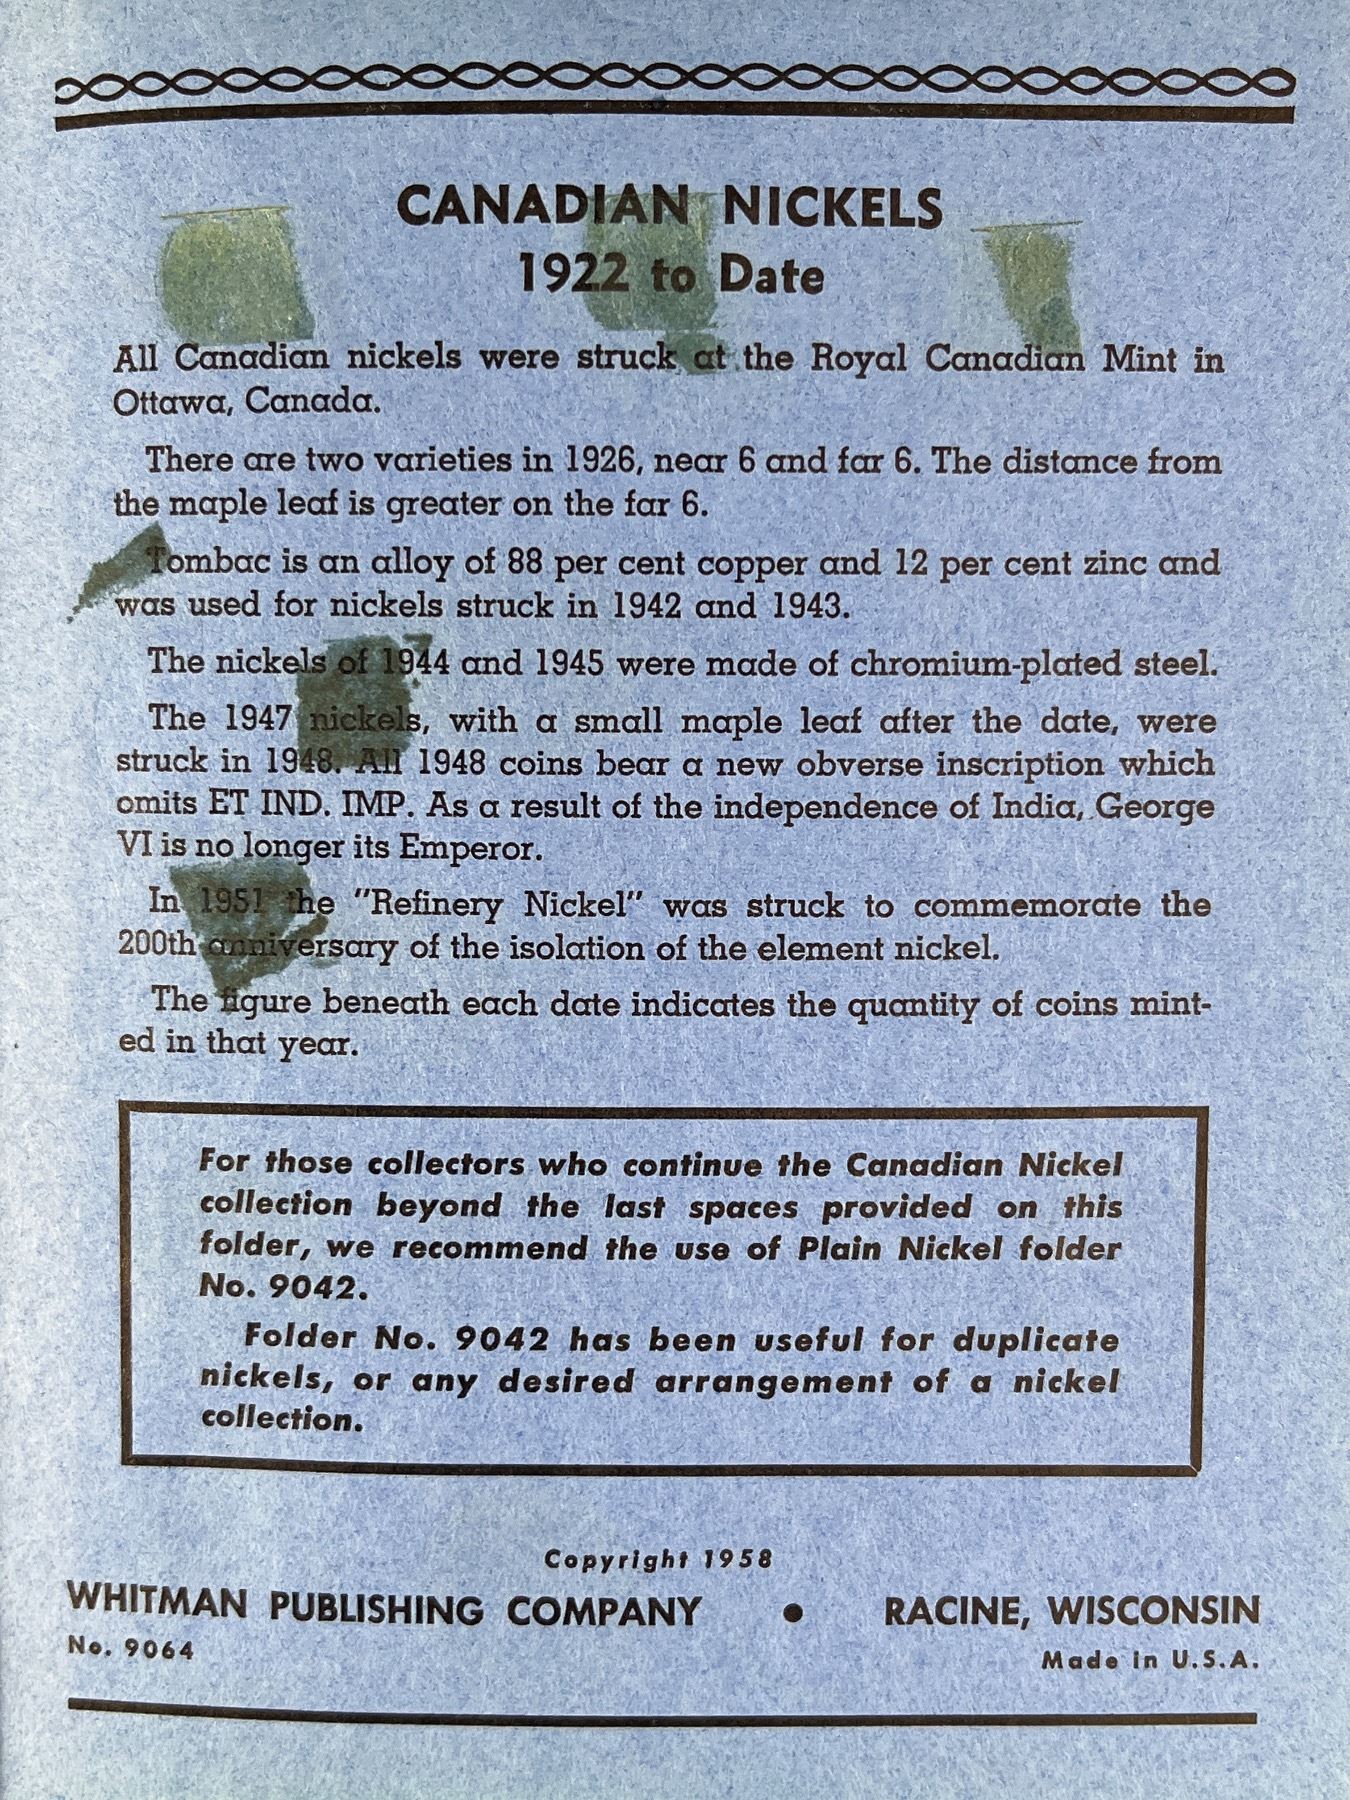 CANADIAN NICKELS
1922 to Date
All Canadian nickels were struck at the Royal Canadian Mint in
Ottawa, Canada.
There are two varieties in 1926, near 6 and far 6. The distance from
the maple leaf is greater on the far 6.
Tombac is an alloy of 88 per cent copper and 12 per cent zinc and
was used for nickels struck in 1942 and 1943.
The nickels of 1944 and 1945 were made of chromium-plated steel.
The 1947 nickels, with a small maple leaf after the date, were
struck in 1948. All 1948 coins bear a new obverse inscription which
omits ET IND. IMP. As a result of the independence of India, George
VI is no longer its Emperor.
In 1951 the "Refinery Nickel" was struck to commemorate the
200th anniversary of the isolation of the element nickel.
The figure beneath each date indicates the quantity of coins mint-
ed in that year.
For those collectors who continue the Canadian Nickel
collection beyond the last spaces provided on this
folder, we recommend the use of Plain Nickel folder
No. 9042.
Folder No. 9042 has been useful for duplicate
nickels, or any desired arrangement of a nickel
collection.
Copyright 1958
WHITMAN PUBLISHING COMPANY • RACINE, WISCONSIN
No. 9064 Made in U.S.A.